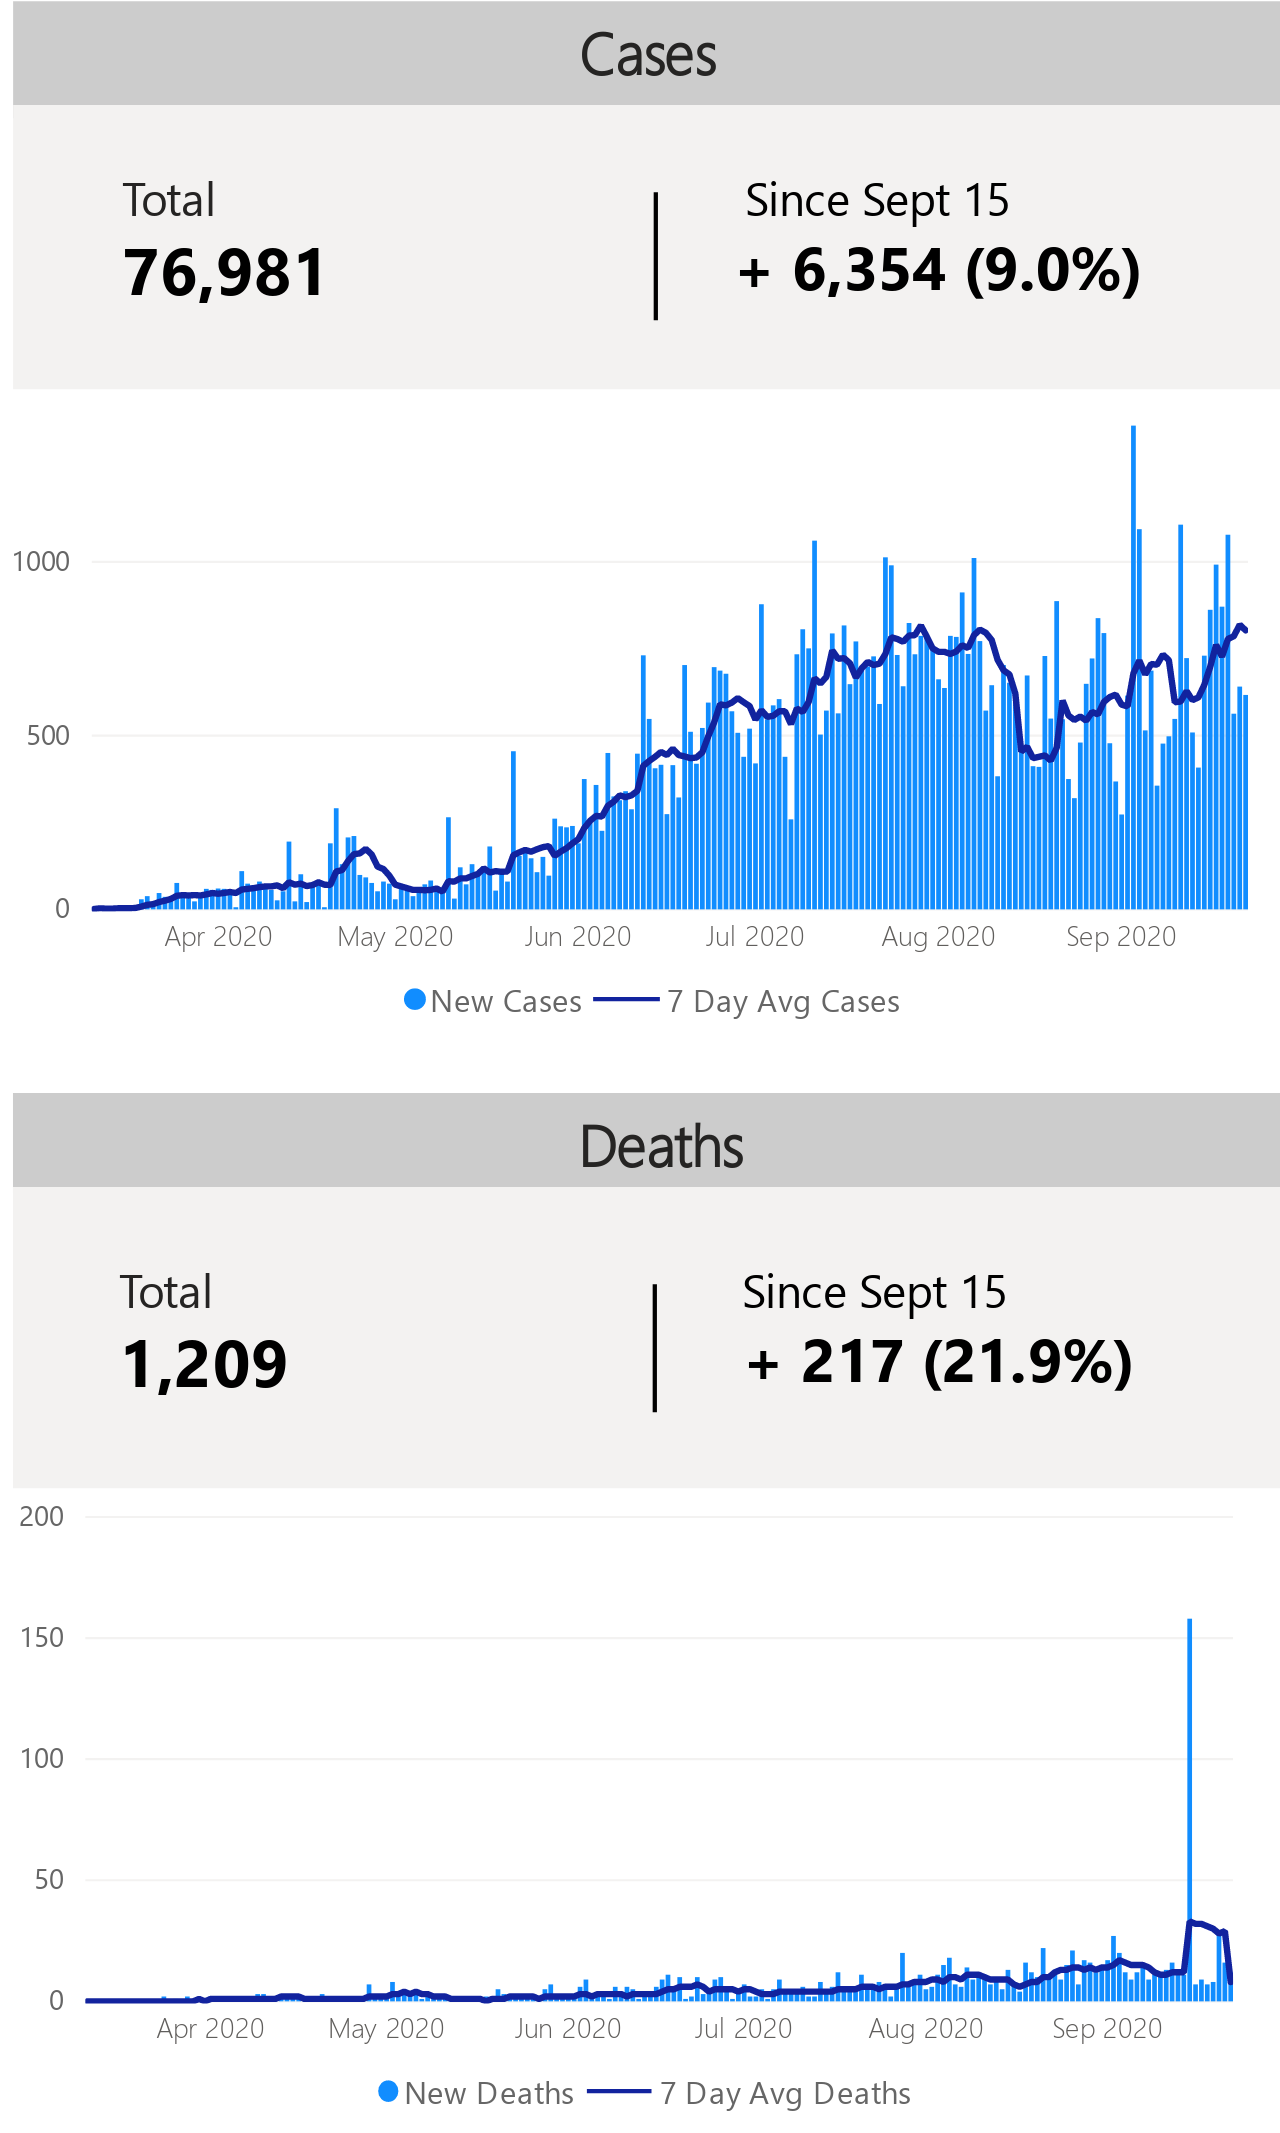 Cases
Total
Since Sept 15
76,981
+ 6,354 (9.0%)
1000
500
0
Apr 2020
May 2020
Jun 2020
Jul 2020
Aug 2020
Sep 2020
New Cases
7 Day Avg Cases
Deaths
Total
Since Sept 15
1,209
+ 217 (21.9%)
200
150
100
50
0
Apr 2020
May 2020
Jun 2020
Jul 2020
Aug 2020
Sep 2020
New Deaths
7 Day Avg Deaths